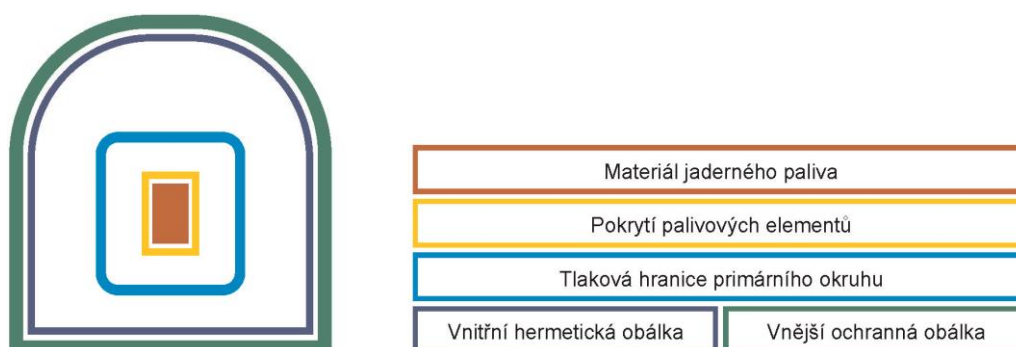 Materiál jaderného paliva
Pokrytí palivových elementů
Tlaková hranice primárního okruhu
Vnitřní hermetická obálka
Vnější ochranná obálka